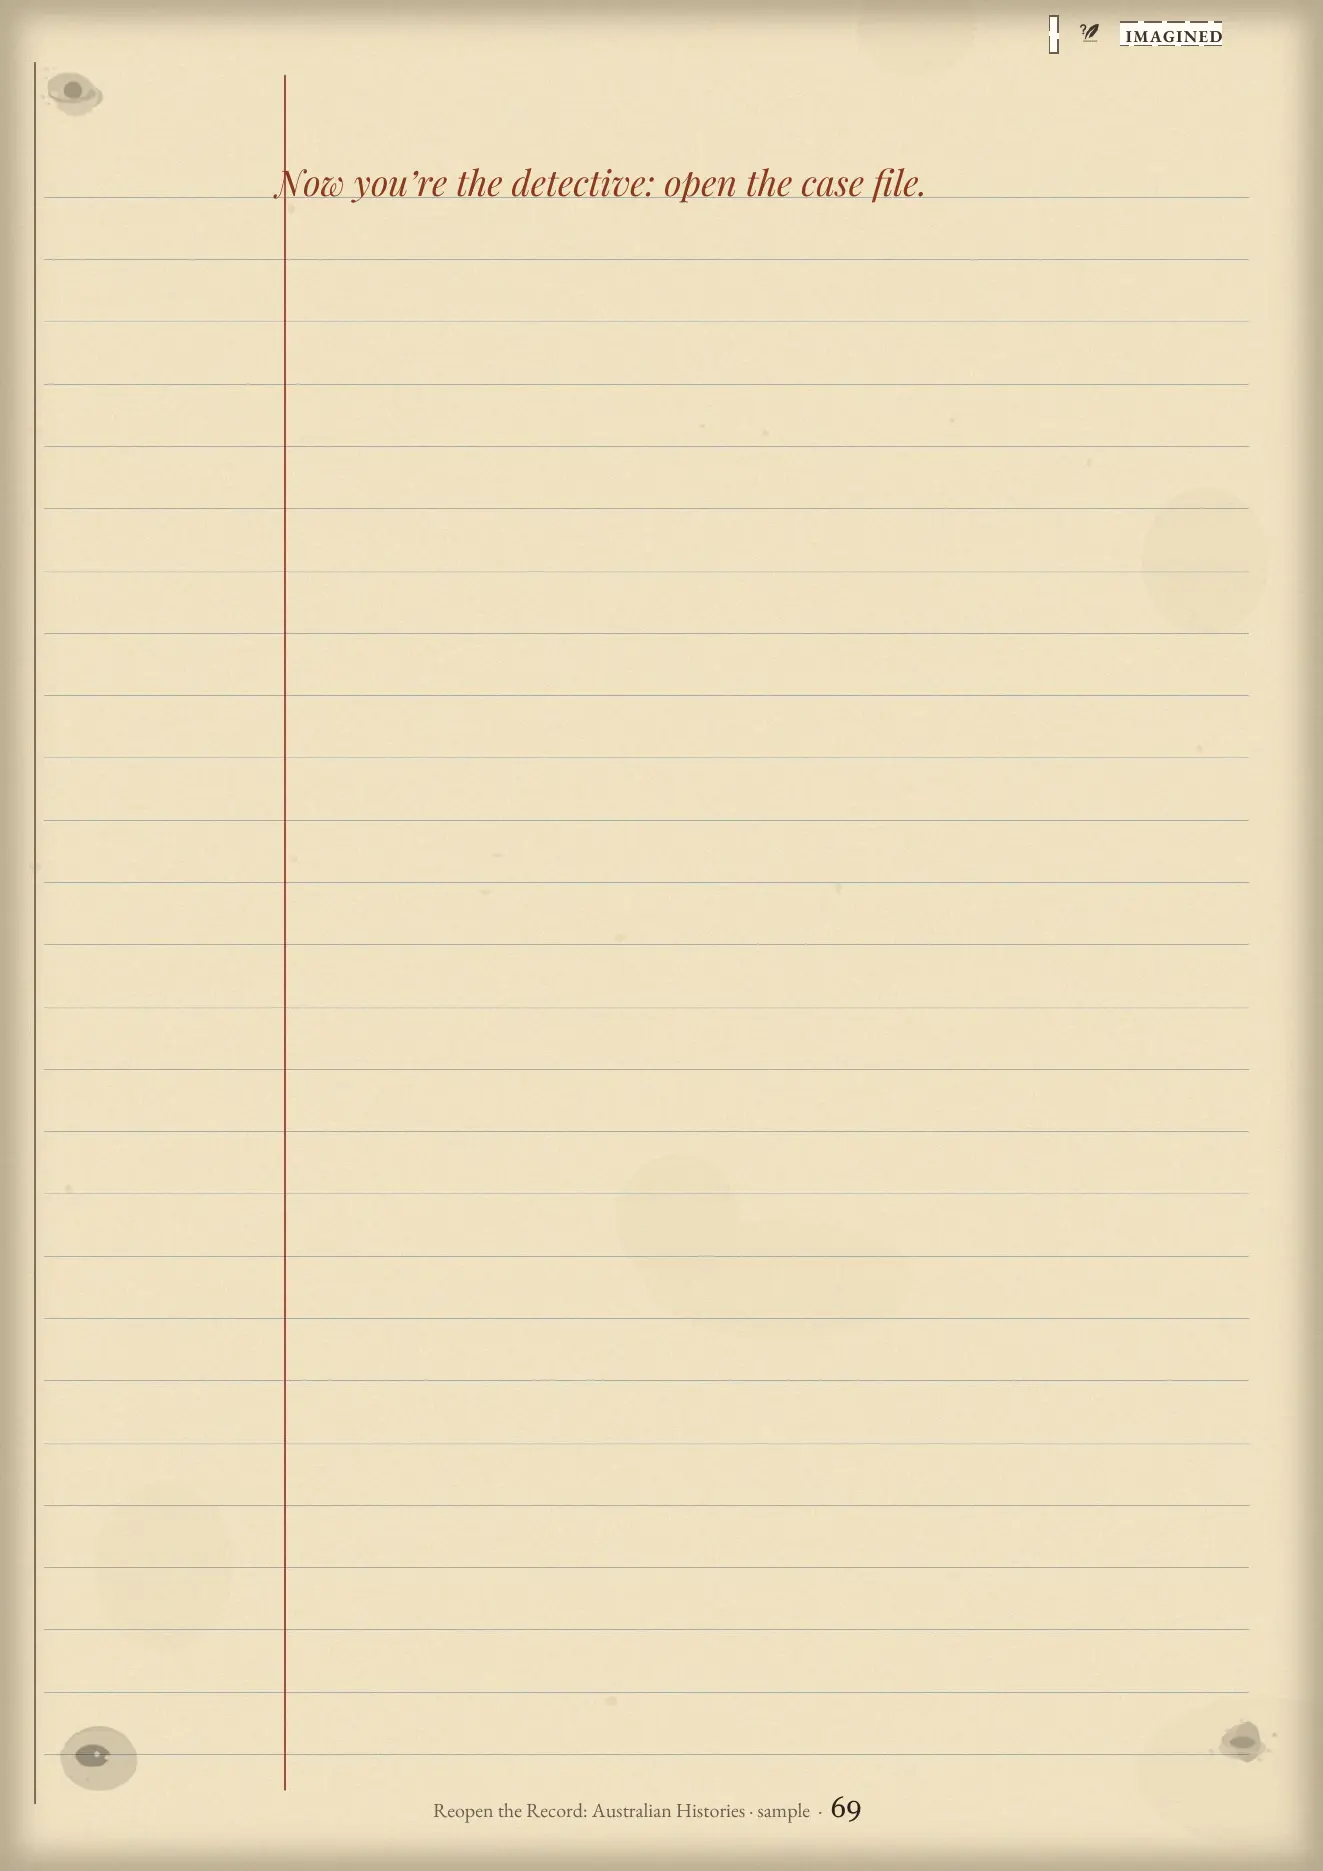 IMAGINED
Now you’re the detective: open the case file.
Reopen the Record: Australian Histories · sample · 69